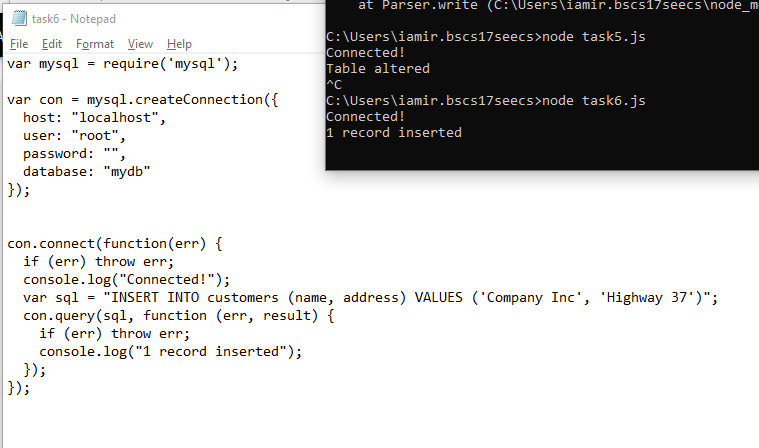 task6 - Notepad
File Edit Format View Help
var mysql = require('mysql');
var con = mysql.createConnection({
host: "localhost",
user: "root",
password: "",
database: "mydb"
});
con.connect(function(err) {
if (err) throw err;
console.log("Connected!");
var sql = "INSERT INTO customers (name, address) VALUES ('Company Inc', 'Highway 37')";
con.query(sql, function (err, result) {
if (err) throw err;
console.log("1 record inserted");
});
});
at Parser.write (C:\Users\iamir.bscs17seecs\node_m
C:\Users\iamir.bscs17seecs>node task5.js
Connected!
Table altered
^C
C:\Users\iamir.bscs17seecs>node task6.js
Connected!
1 record inserted